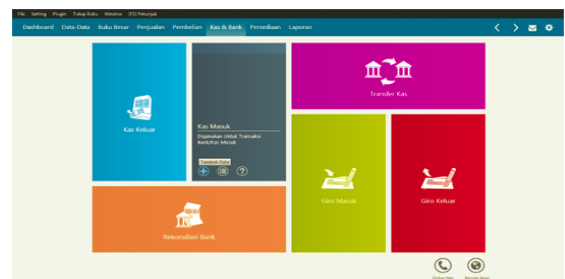 File Setting Plugin Tutup Buku Window [F1] Petunjuk
Dashboard Data-Data Buku Besar Penjualan Pembelian Kas & Bank Persediaan Laporan
Kas Keluar
Kas Masuk
Digunakan Untuk Transaksi
Bank/Kas Masuk
Tambah Data
Transfer Kas
Giro Masuk
Giro Keluar
Rekonsiliasi Bank